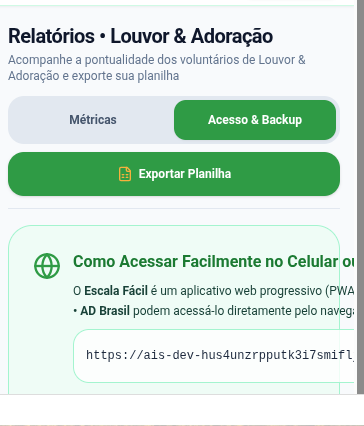 Relatórios • Louvor & Adoração
Acompanhe a pontualidade dos voluntários de Louvor &
Adoração e exporte sua planilha
Métricas
Acesso & Backup
Exportar Planilha
Como Acessar Facilmente no Celular ou
O Escala Fácil é um aplicativo web progressivo (PWA
• AD Brasil podem acessá-lo diretamente pelo navega
https://ais-dev-hus4unzrpputk3i7smifl